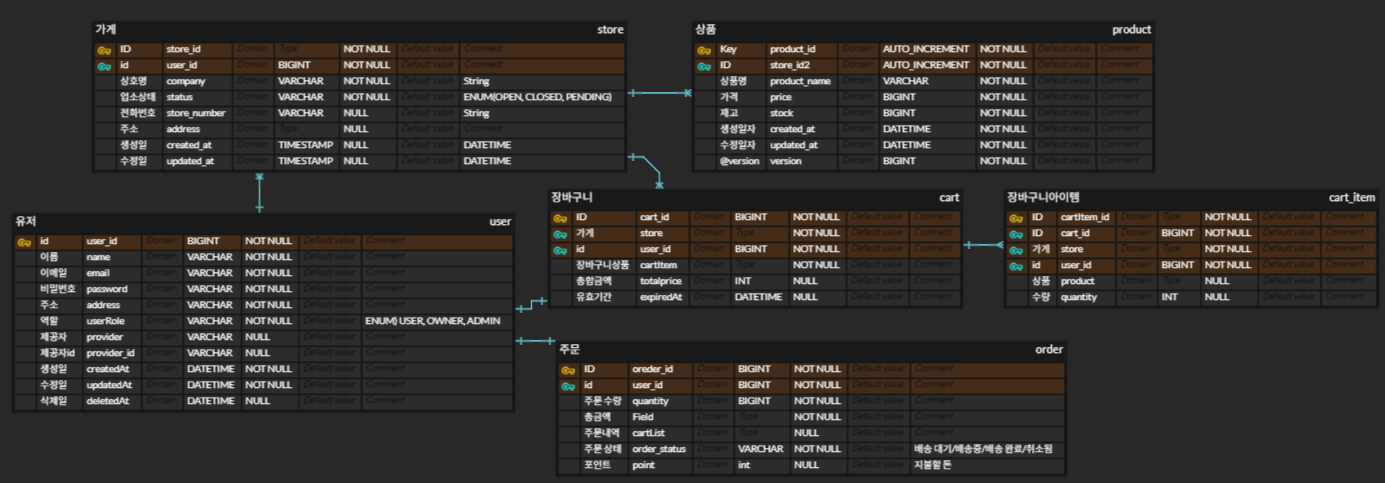 가게 store
ID store_id Domain Type NOT NULL Default value Comment
id user_id Domain BIGINT NOT NULL Default value Comment
상호명 company Domain VARCHAR NOT NULL Default value String
업소상태 status Domain VARCHAR NOT NULL Default value ENUM(OPEN, CLOSED, PENDING)
전화번호 store_number Domain VARCHAR NULL Default value String
주소 address Domain Type NULL Default value Comment
생성일 created_at Domain TIMESTAMP NULL Default value DATETIME
수정일 updated_at Domain TIMESTAMP NULL Default value DATETIME
상품 product
Key product_id Domain AUTO_INCREMENT NOT NULL Default value Comment
ID store_id2 Domain AUTO_INCREMENT NOT NULL Default value Comment
상품명 product_name Domain VARCHAR NOT NULL Default value Comment
가격 price Domain BIGINT NOT NULL Default value Comment
재고 stock Domain BIGINT NOT NULL Default value Comment
생성일자 created_at Domain DATETIME NOT NULL Default value Comment
수정일자 updated_at Domain DATETIME NOT NULL Default value Comment
@version version Domain BIGINT NOT NULL Default value Comment
유저 user
id user_id Domain BIGINT NOT NULL Default value Comment
이름 name Domain VARCHAR NOT NULL Default value Comment
이메일 email Domain VARCHAR NOT NULL Default value Comment
비밀번호 password Domain VARCHAR NOT NULL Default value Comment
주소 address Domain VARCHAR NOT NULL Default value Comment
역할 userRole Domain VARCHAR NOT NULL Default value ENUM) USER, OWNER, ADMIN
제공자 provider Domain VARCHAR NULL Default value Comment
제공자id provider_id Domain VARCHAR NULL Default value Comment
생성일 createdAt Domain DATETIME NOT NULL Default value Comment
수정일 updatedAt Domain DATETIME NOT NULL Default value Comment
삭제일 deletedAt Domain DATETIME NULL Default value Comment
장바구니 cart
ID cart_id Domain BIGINT NOT NULL Default value Comment
가게 store Domain Type NOT NULL Default value Comment
id user_id Domain BIGINT NOT NULL Default value Comment
장바구니상품 cartItem Domain Type NOT NULL Default value Comment
총합금액 totalprice Domain INT NULL Default value Comment
유효기간 expiredAt Domain DATETIME NULL Default value Comment
장바구니아이템 cart_item
ID cartItem_id Domain Type NOT NULL Default value Comment
ID cart_id Domain BIGINT NOT NULL Default value Comment
가게 store Domain Type NOT NULL Default value Comment
id user_id Domain BIGINT NOT NULL Default value Comment
상품 product Domain Type NULL Default value Comment
수량 quantity Domain INT NULL Default value Comment
주문 order
ID oreder_id Domain BIGINT NOT NULL Default value Comment
id user_id Domain BIGINT NOT NULL Default value Comment
주문 수량 quantity Domain BIGINT NOT NULL Default value Comment
총금액 Field Domain Type NOT NULL Default value Comment
주문내역 cartList Domain Type NULL Default value Comment
주문 상태 order_status Domain VARCHAR NOT NULL Default value 배송 대기/배송중/배송 완료/취소됨
포인트 point Domain int NULL Default value 지불할 돈